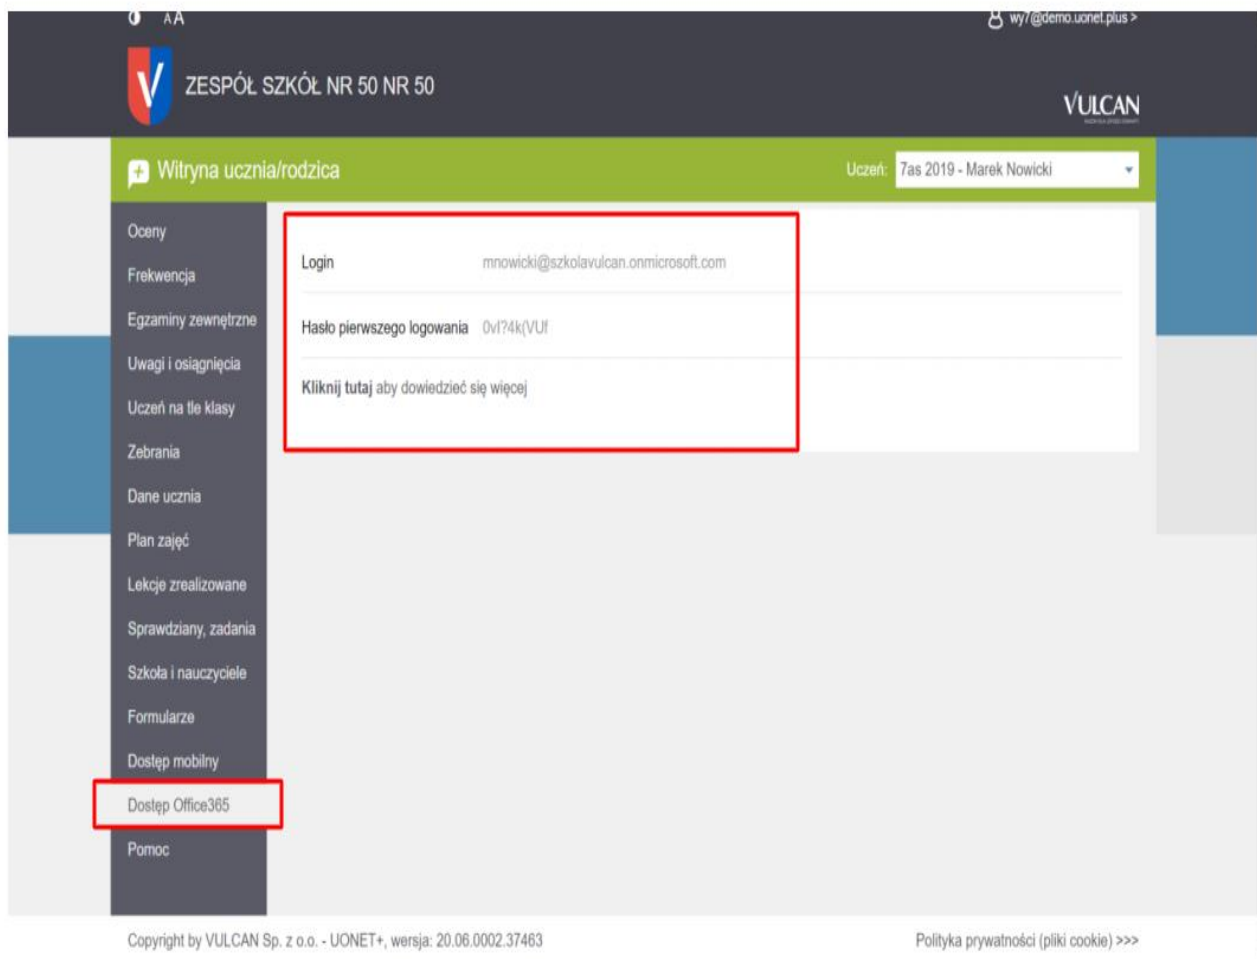 AA
wy7@demo.uonet.plus >
V
ZESPÓŁ SZKÓŁ NR 50 NR 50
VULCAN
Witryna ucznia/rodzica
Uczeń: 7as 2019 - Marek Nowicki
Oceny
Frekwencja
Egzaminy zewnętrzne
Uwagi i osiągnięcia
Uczeń na tle klasy
Zebrania
Dane ucznia
Plan zajęć
Lekcje zrealizowane
Sprawdziany, zadania
Szkoła i nauczyciele
Formularze
Dostęp mobilny
Dostęp Office365
Pomoc
Login mnowicki@szkolavulcan.onmicrosoft.com
Hasło pierwszego logowania 0vI?4k(VUf
Kliknij tutaj aby dowiedzieć się więcej
Copyright by VULCAN Sp. z o.o. - UONET+, wersja: 20.06.0002.37463
Polityka prywatności (pliki cookie) >>>